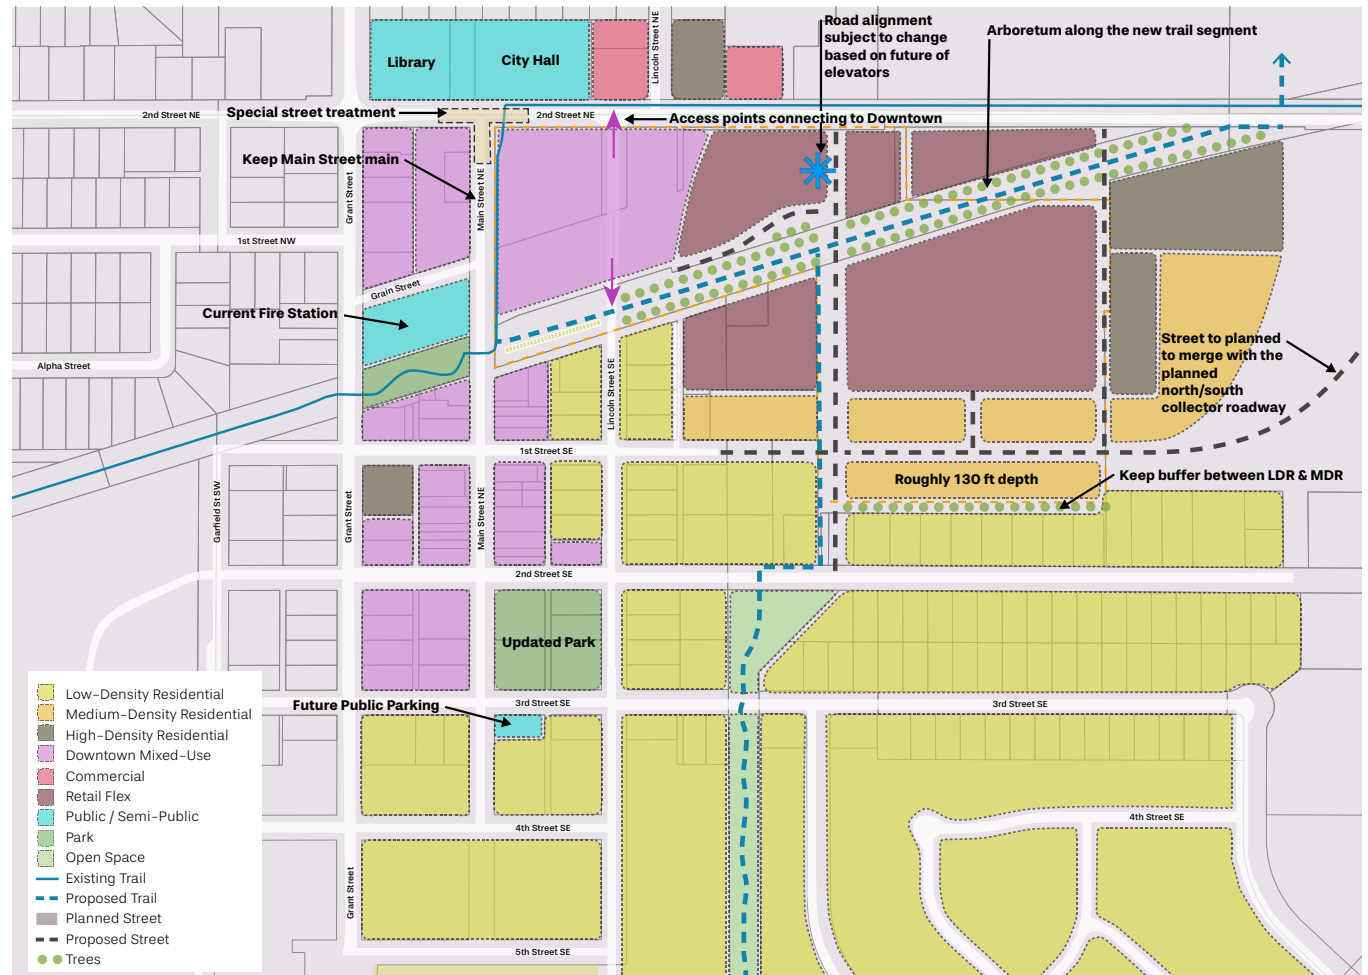 Library
City Hall
Lincoln Street NE
Road alignment
subject to change
based on future of
elevators
Arboretum along the new trail segment
2nd Street NE
Special street treatment
2nd Street NE
Access points connecting to Downtown
Keep Main Street main
Grant Street
Main Street NE
1st Street NW
Grain Street
Current Fire Station
Alpha Street
Lincoln Street SE
Street to planned
to merge with the
planned
north/south
collector roadway
1st Street SE
Roughly 130 ft depth
Keep buffer between LDR & MDR
Garfield St SW
Grant Street
Main Street NE
2nd Street SE
Updated Park
Future Public Parking
3rd Street SE
3rd Street SE
4th Street SE
4th Street SE
Grant Street
5th Street SE
Low-Density Residential
Medium-Density Residential
High-Density Residential
Downtown Mixed-Use
Commercial
Retail Flex
Public / Semi-Public
Park
Open Space
Existing Trail
Proposed Trail
Planned Street
Proposed Street
Trees